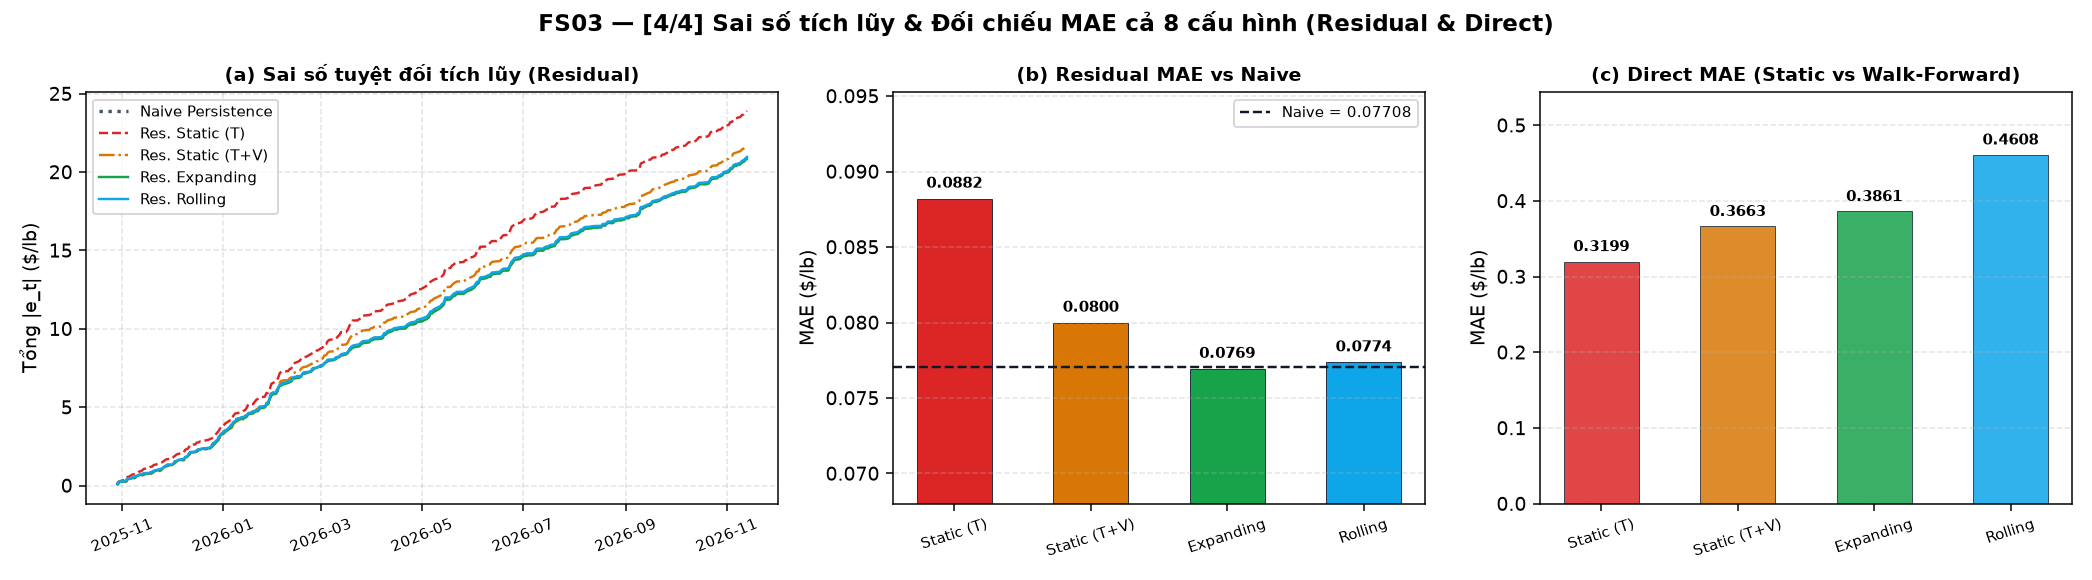 FS03 — [4/4] Sai số tích lũy & Đối chiếu MAE cả 8 cấu hình (Residual & Direct)
(a) Sai số tuyệt đối tích lũy (Residual)
Tổng |e_t| ($/lb)
25
20
15
10
5
0
Naive Persistence
Res. Static (T)
Res. Static (T+V)
Res. Expanding
Res. Rolling
2025-11
2026-01
2026-03
2026-05
2026-07
2026-09
2026-11
(b) Residual MAE vs Naive
MAE ($/lb)
0.095
0.090
0.085
0.080
0.075
0.070
Naive = 0.07708
0.0882
0.0800
0.0769
0.0774
Static (T)
Static (T+V)
Expanding
Rolling
(c) Direct MAE (Static vs Walk-Forward)
MAE ($/lb)
0.5
0.4
0.3
0.2
0.1
0.0
0.3199
0.3663
0.3861
0.4608
Static (T)
Static (T+V)
Expanding
Rolling